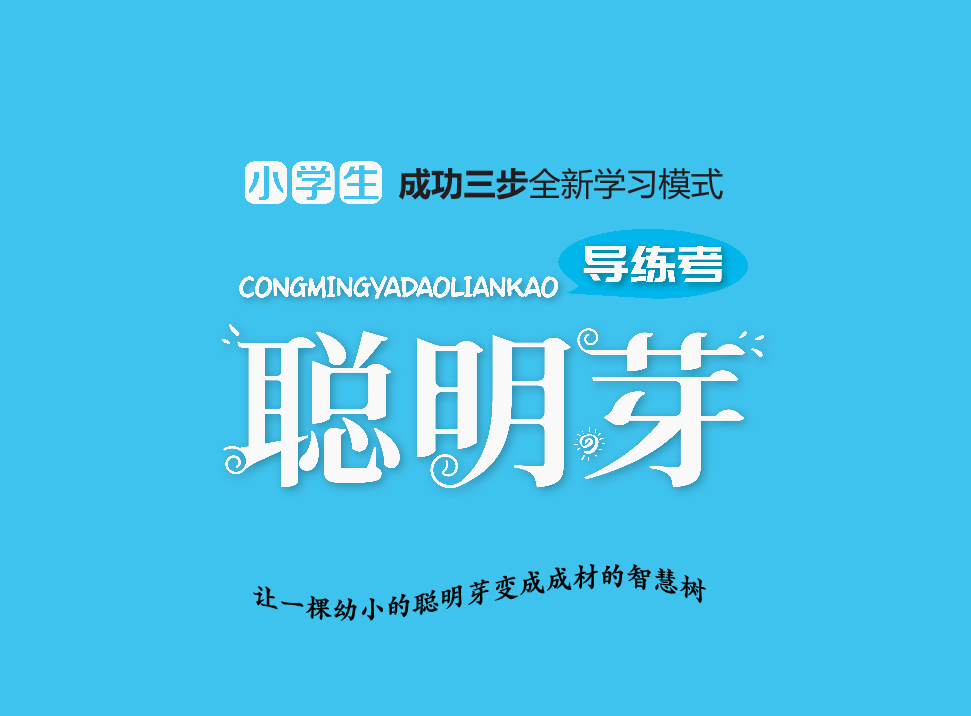 小学生 成功三步全新学习模式
导练考
CONGMINGYADAOLIANKAO
聪明芽
让一棵幼小的聪明芽变成成材的智慧树